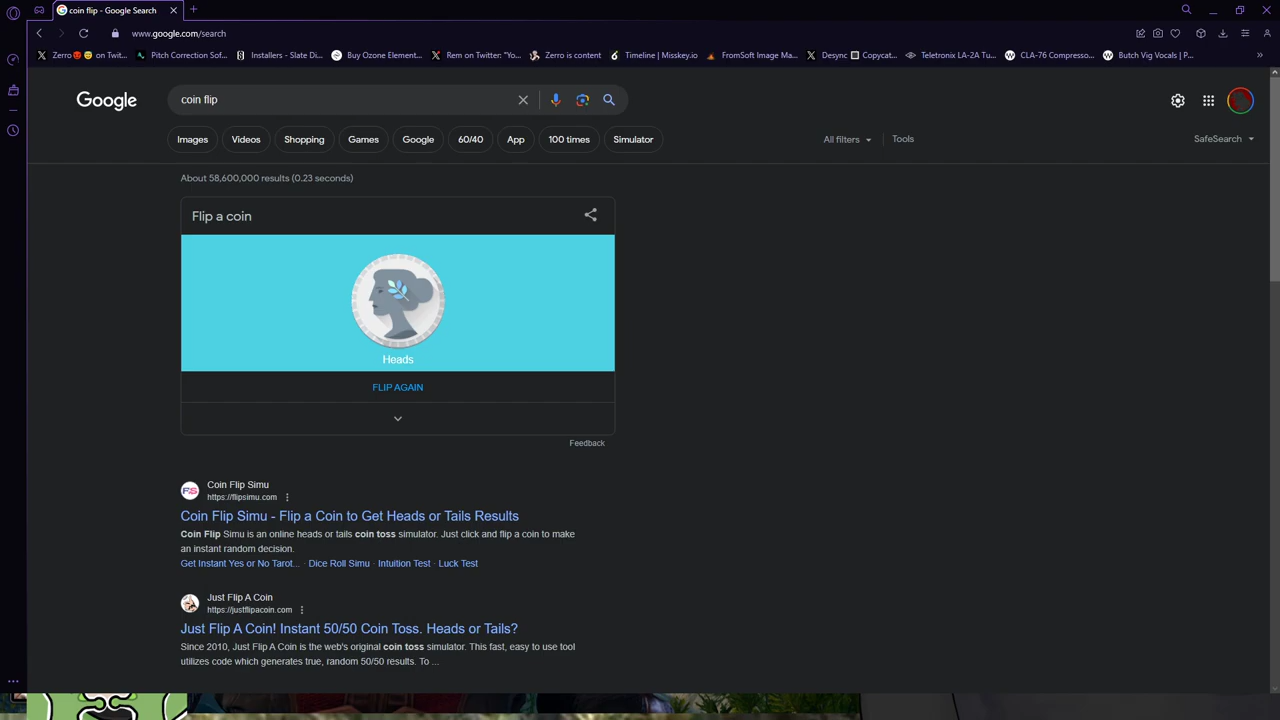 coin flip - Google Search
www.google.com/search
Zerro😡😇 on Twit...
Pitch Correction Sof...
Installers - Slate Di...
Buy Ozone Element...
Rem on Twitter: "Yo...
Zerro is content
Timeline | Misskey.io
FromSoft Image Ma...
Desync
Copycat...
Teletronix LA-2A Tu...
CLA-76 Compresso...
Butch Vig Vocals | P...
Google
coin flip
Images
Videos
Shopping
Games
Google
60/40
App
100 times
Simulator
All filters
Tools
SafeSearch
About 58,600,000 results (0.23 seconds)
Flip a coin
Heads
FLIP AGAIN
Feedback
F/S
Coin Flip Simu
https://flipsimu.com
Coin Flip Simu - Flip a Coin to Get Heads or Tails Results
Coin Flip Simu is an online heads or tails coin toss simulator. Just click and flip a coin to make
an instant random decision.
Get Instant Yes or No Tarot... · Dice Roll Simu · Intuition Test · Luck Test
Just Flip A Coin
https://justflipacoin.com
Just Flip A Coin! Instant 50/50 Coin Toss. Heads or Tails?
Since 2010, Just Flip A Coin is the web's original coin toss simulator. This fast, easy to use tool
utilizes code which generates true, random 50/50 results. To ...